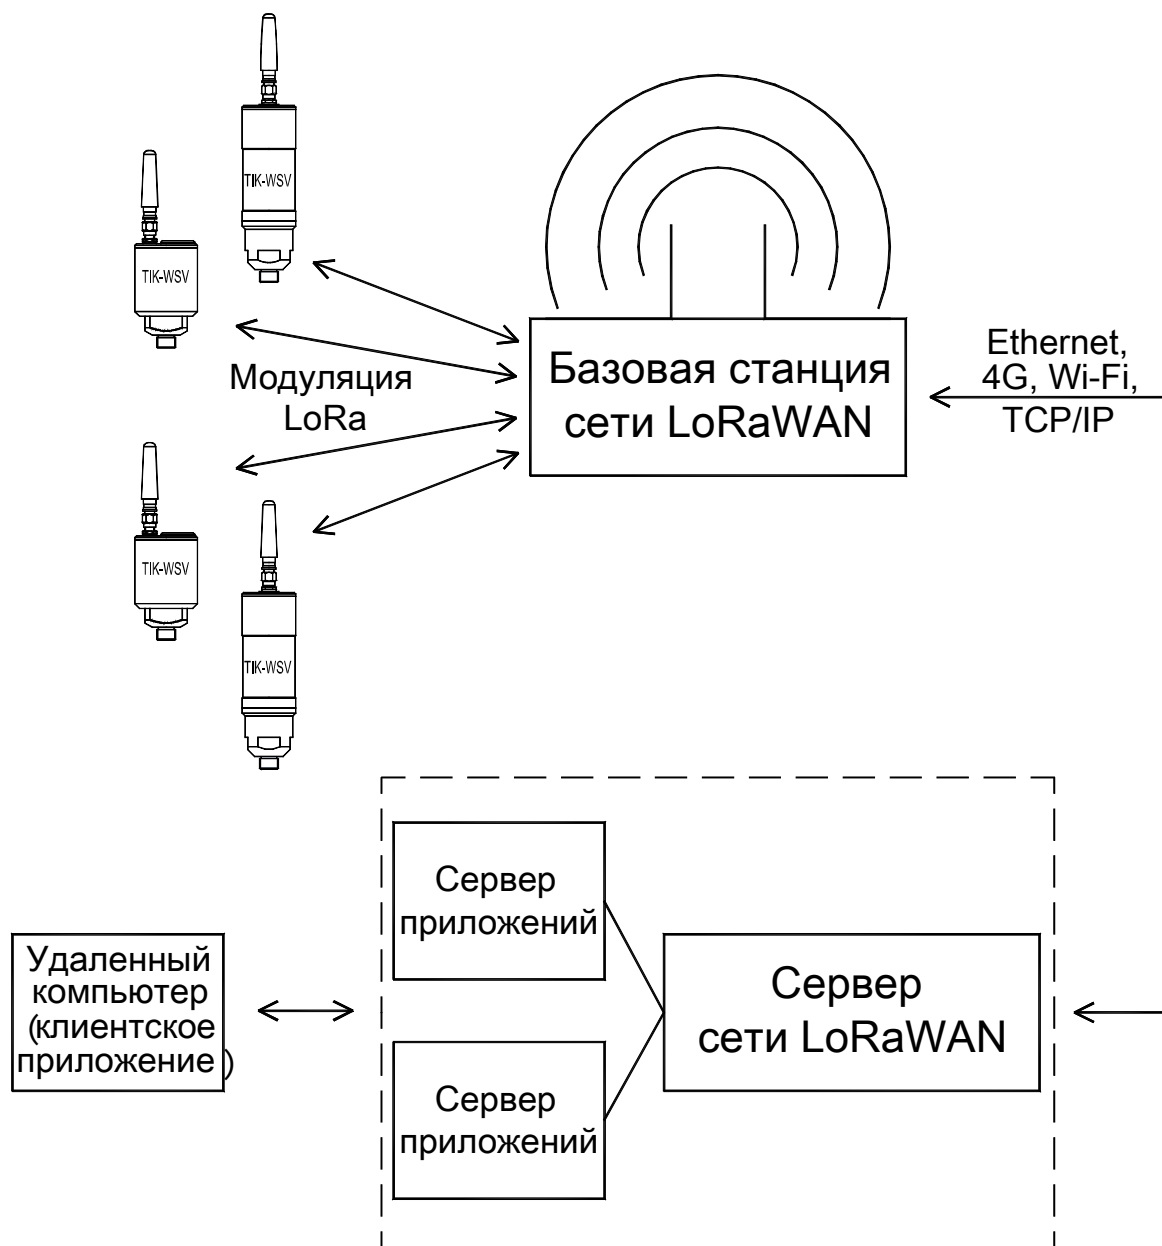 TIK-WSV
TIK-WSV
Модуляция
LoRa
Базовая станция
сети LoRaWAN
Ethernet,
4G, Wi-Fi,
TCP/IP
TIK-WSV
TIK-WSV
Сервер
приложений
Удаленный
компьютер
(клиентское
приложение)
Сервер
сети LoRaWAN
Сервер
приложений